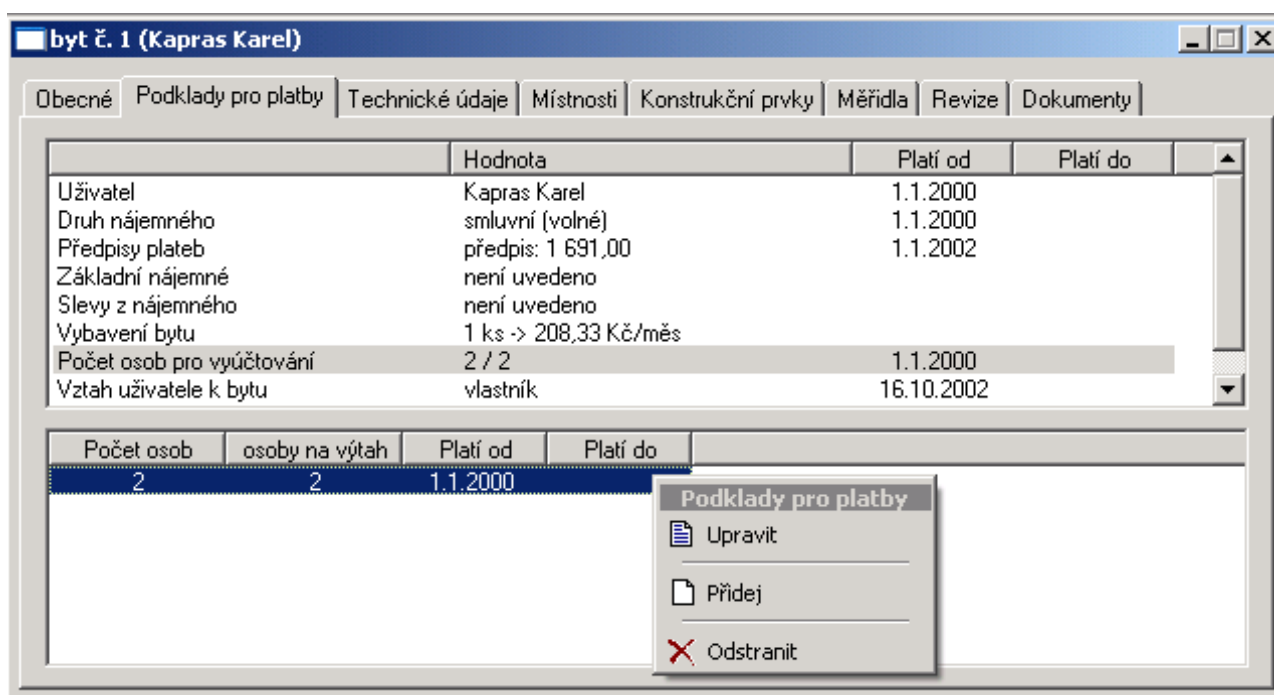 byt č. 1 (Kapras Karel)
Obecné Podklady pro platby Technické údaje Místnosti Konstrukční prvky Měřidla Revize Dokumenty
Hodnota Platí od Platí do
Uživatel Kapras Karel 1.1.2000
Druh nájemného smluvní (volné) 1.1.2000
Předpisy plateb předpis: 1 691,00 1.1.2002
Základní nájemné není uvedeno
Slevy z nájemného není uvedeno
Vybavení bytu 1 ks -> 208,33 Kč/měs
Počet osob pro vyúčtování 2 / 2 1.1.2000
Vztah uživatele k bytu vlastník 16.10.2002
Počet osob osoby na výtah Platí od Platí do
2 2 1.1.2000
Podklady pro platby
Upravit
Přidej
Odstranit